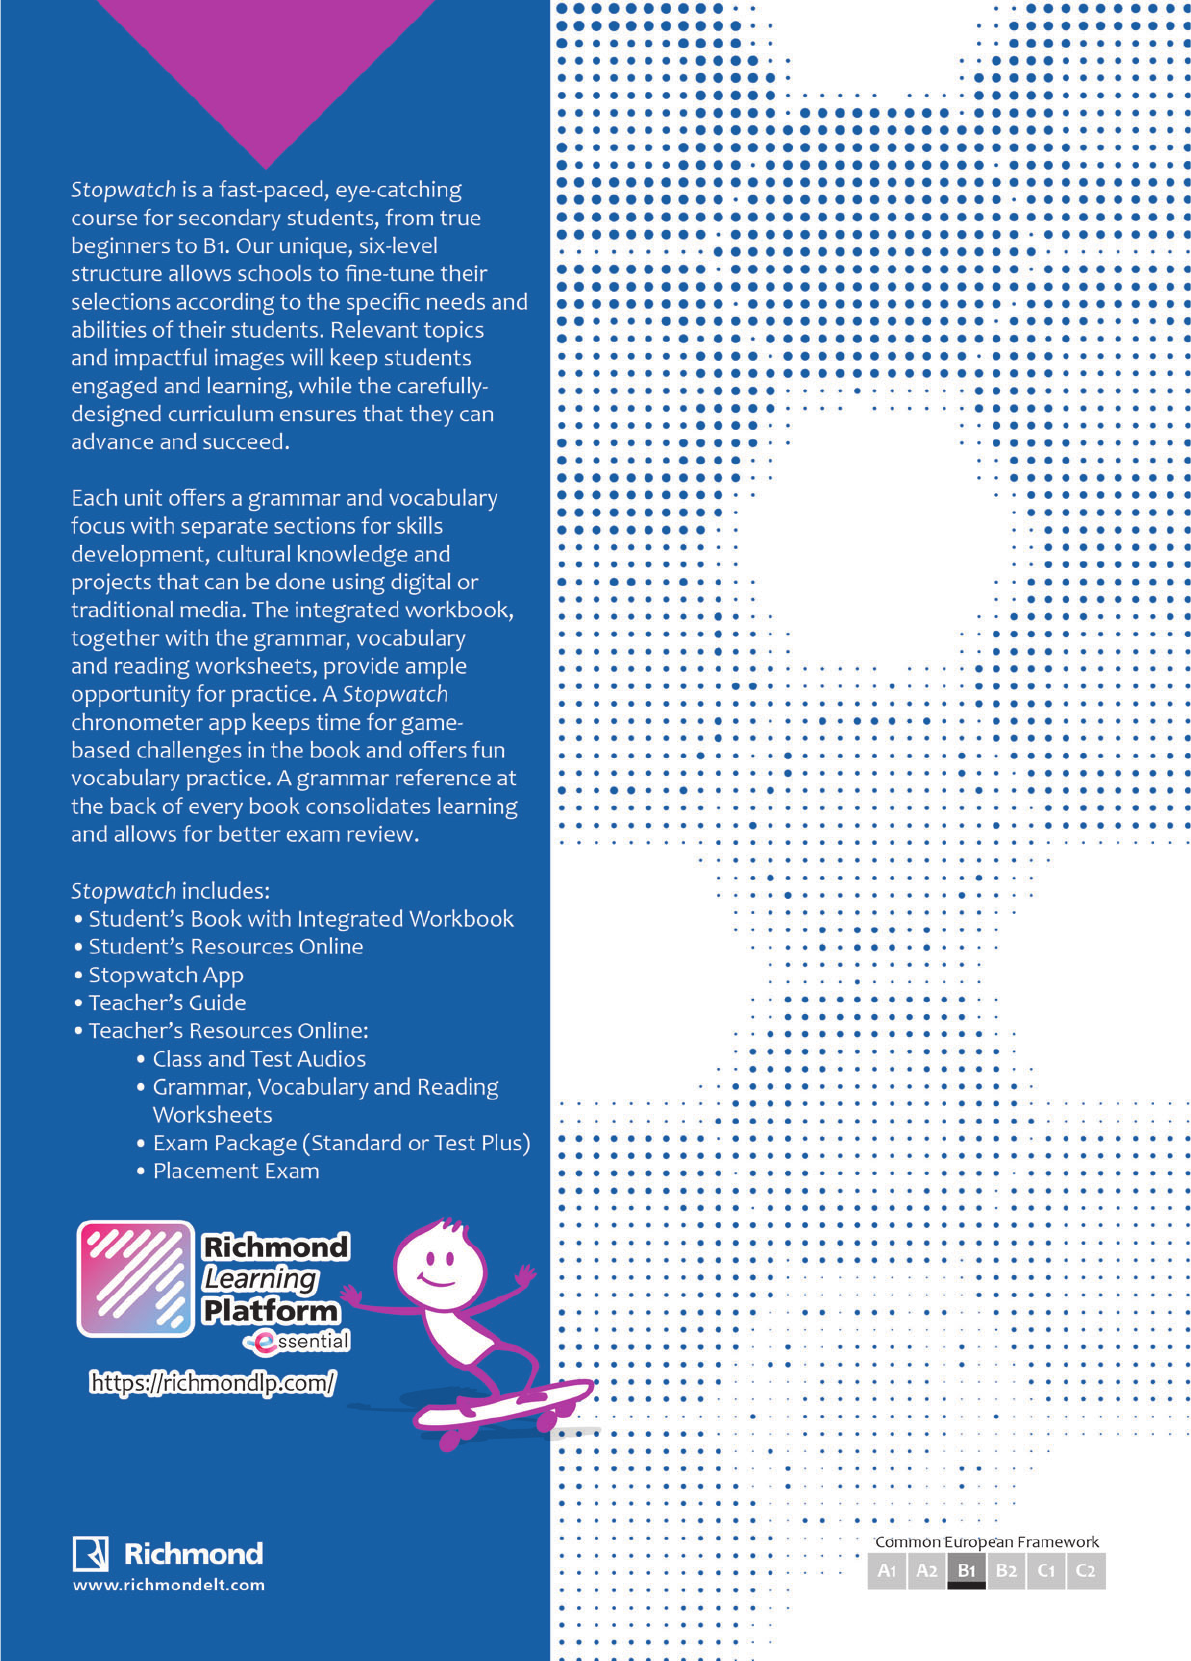 Stopwatch is a fast-paced, eye-catching
course for secondary students, from true
beginners to B1. Our unique, six-level
structure allows schools to fine-tune their
selections according to the specific needs and
abilities of their students. Relevant topics
and impactful images will keep students
engaged and learning, while the carefully-
designed curriculum ensures that they can
advance and succeed.
Each unit offers a grammar and vocabulary
focus with separate sections for skills
development, cultural knowledge and
projects that can be done using digital or
traditional media. The integrated workbook,
together with the grammar, vocabulary
and reading worksheets, provide ample
opportunity for practice. A Stopwatch
chronometer app keeps time for game-
based challenges in the book and offers fun
vocabulary practice. A grammar reference at
the back of every book consolidates learning
and allows for better exam review.
Stopwatch includes:
• Student's Book with Integrated Workbook
• Student's Resources Online
• Stopwatch App
• Teacher's Guide
• Teacher's Resources Online:
• Class and Test Audios
• Grammar, Vocabulary and Reading
Worksheets
• Exam Package (Standard or Test Plus)
• Placement Exam
Richmond
Learning
Platform
essential
https://richmondlp.com/
Richmond
www.richmondelt.com
Common European Framework
A1 A2 B1 B2 C1 C2